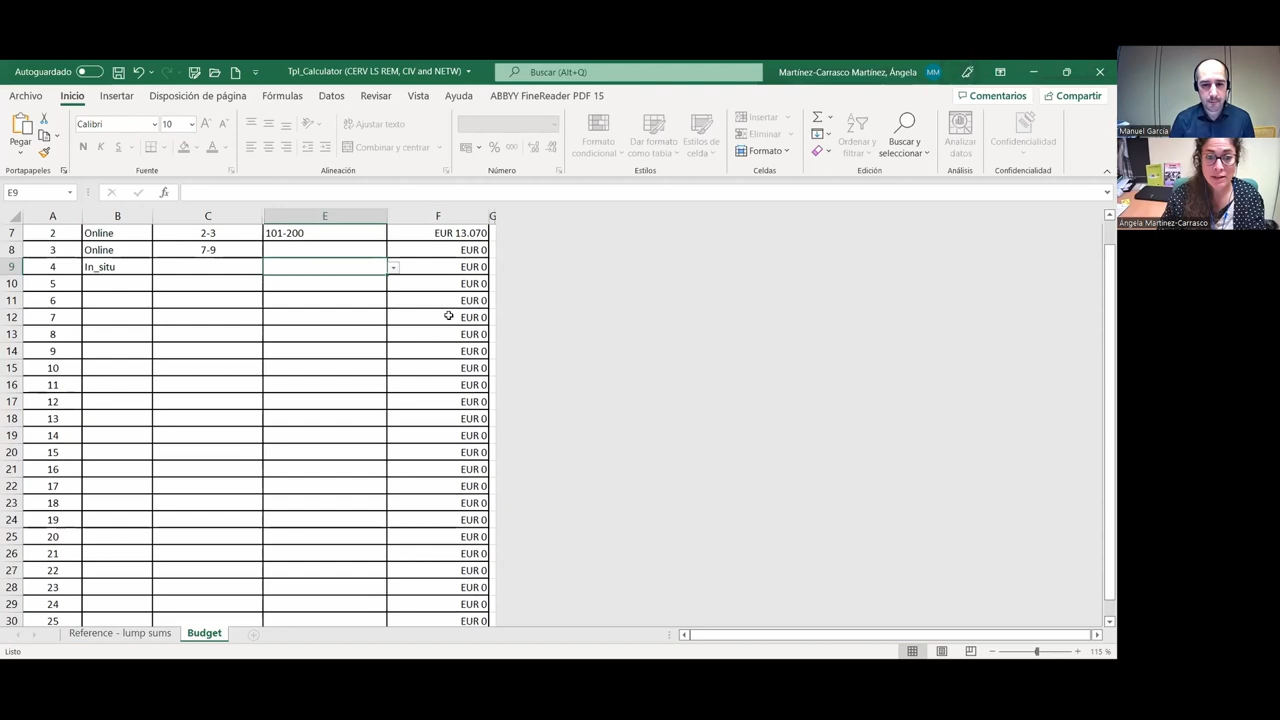 Autoguardado
Tpl_Calculator (CERV LS REM, CIV and NETW)
Buscar (Alt+Q)
Martínez-Carrasco Martínez, Ángela
MM
Archivo Inicio Insertar Disposición de página Fórmulas Datos Revisar Vista Ayuda ABBYY FineReader PDF 15
Comentarios Compartir
Pegar
Calibri 10
N K S
Ajustar texto
Combinar y centrar
% 000
Formato condicional
Dar formato como tabla
Estilos de celda
Insertar
Eliminar
Formato
Ordenar y filtrar
Buscar y seleccionar
Analizar datos
Confidencialidad
Portapapeles Fuente Alineación Número Estilos Celdas Edición Análisis Confidencialidad
E9 fx
A B C E F G
7 2 Online 2-3 101-200 EUR 13.070
8 3 Online 7-9 EUR 0
9 4 In_situ EUR 0
10 5 EUR 0
11 6 EUR 0
12 7 EUR 0
13 8 EUR 0
14 9 EUR 0
15 10 EUR 0
16 11 EUR 0
17 12 EUR 0
18 13 EUR 0
19 14 EUR 0
20 15 EUR 0
21 16 EUR 0
22 17 EUR 0
23 18 EUR 0
24 19 EUR 0
25 20 EUR 0
26 21 EUR 0
27 22 EUR 0
28 23 EUR 0
29 24 EUR 0
30 25 EUR 0
Reference - lump sums Budget
Listo 115 %
Manuel García
Ángela Martínez-Carrasco